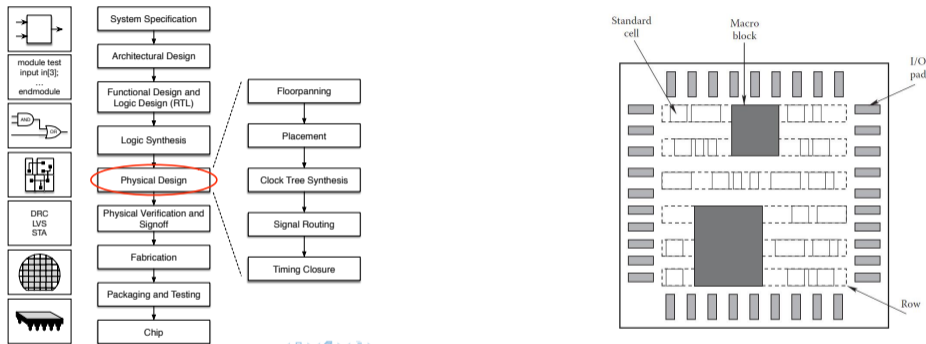 module test
input in[3];
...
endmodule
AND
OR
DRC
LVS
STA
System Specification
Architectural Design
Functional Design and
Logic Design (RTL)
Logic Synthesis
Physical Design
Physical Verification and
Signoff
Fabrication
Packaging and Testing
Chip
Floorpanning
Placement
Clock Tree Synthesis
Signal Routing
Timing Closure
Standard
cell
Macro
block
I/O
pad
Row